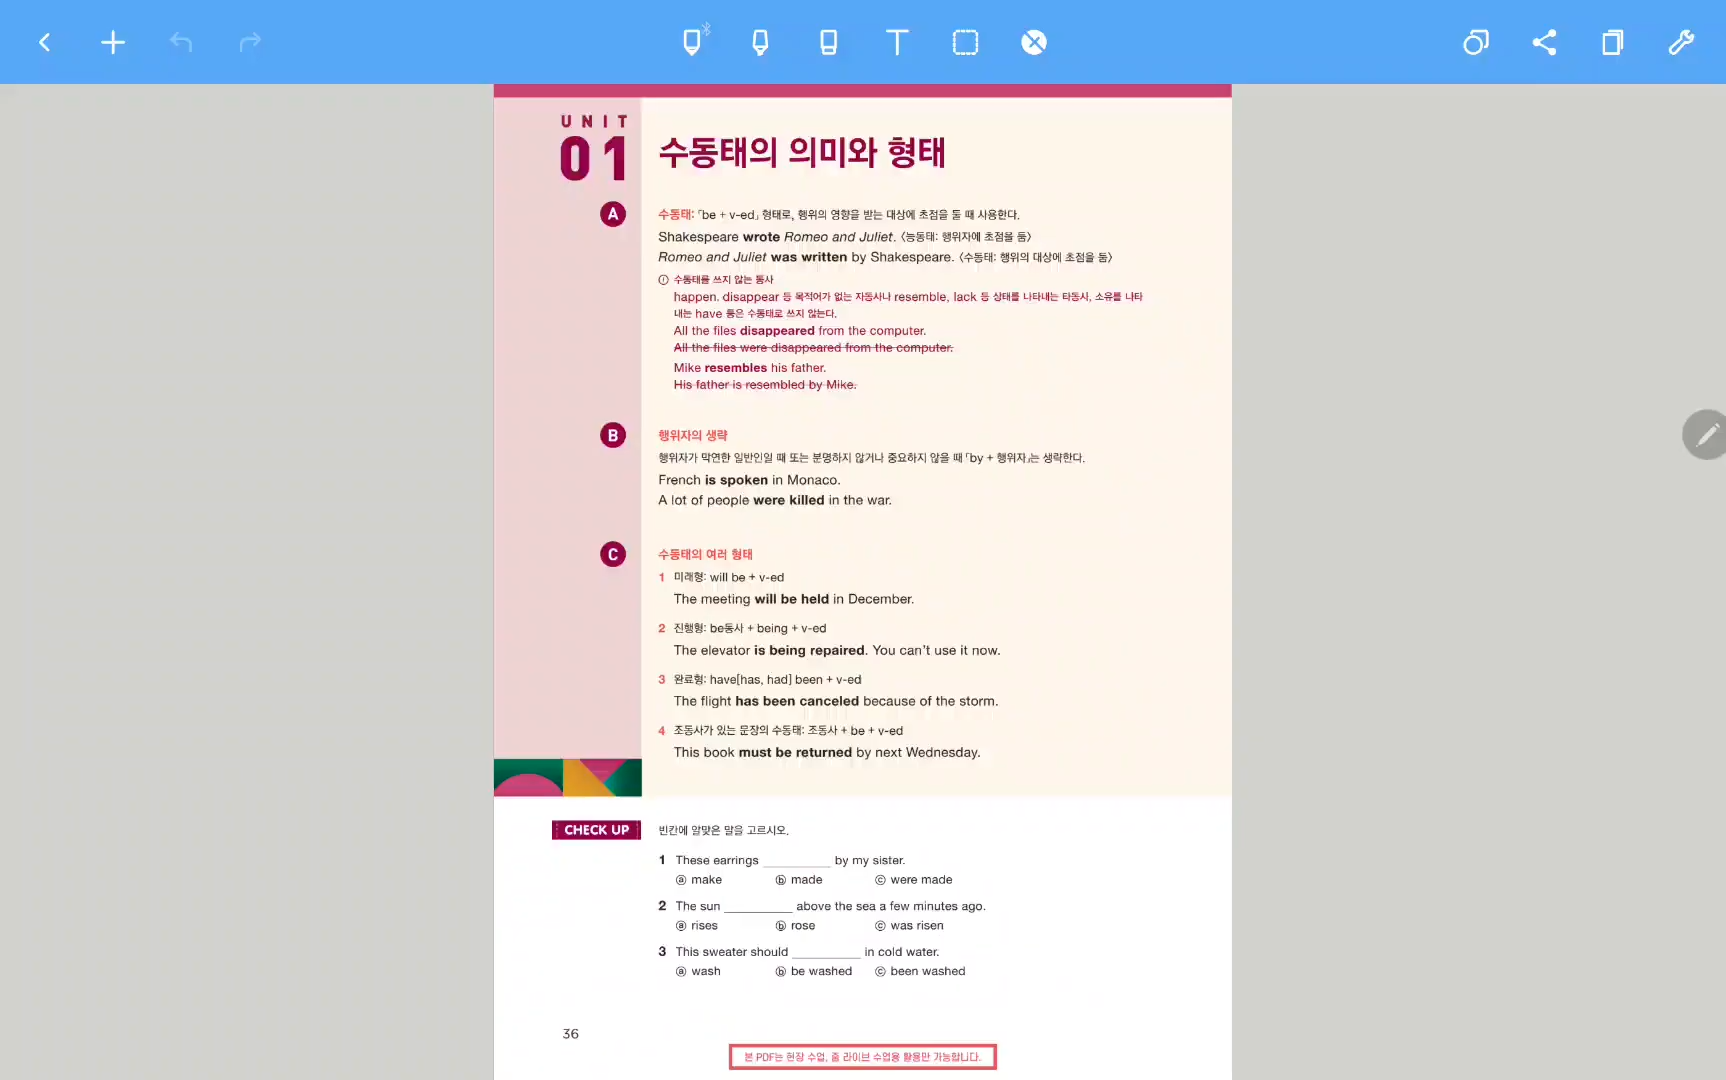 UNIT
01
수동태의 의미와 형태
A
수동태: 「be + v-ed」 형태로, 행위의 영향을 받는 대상에 초점을 둘 때 사용한다.
Shakespeare wrote Romeo and Juliet. 〈능동태: 행위자에 초점을 둠〉
Romeo and Juliet was written by Shakespeare. 〈수동태: 행위의 대상에 초점을 둠〉
! 수동태를 쓰지 않는 동사
happen, disappear 등 목적어가 없는 자동사나 resemble, lack 등 상태를 나타내는 타동사, 소유를 나타
내는 have 등은 수동태로 쓰지 않는다.
All the files disappeared from the computer.
All the files were disappeared from the computer.
Mike resembles his father.
His father is resembled by Mike.
B
행위자의 생략
행위자가 막연한 일반인일 때 또는 분명하지 않거나 중요하지 않을 때 「by + 행위자」는 생략한다.
French is spoken in Monaco.
A lot of people were killed in the war.
C
수동태의 여러 형태
1 미래형: will be + v-ed
The meeting will be held in December.
2 진행형: be동사 + being + v-ed
The elevator is being repaired. You can't use it now.
3 완료형: have[has, had] been + v-ed
The flight has been canceled because of the storm.
4 조동사가 있는 문장의 수동태: 조동사 + be + v-ed
This book must be returned by next Wednesday.
CHECK UP
빈칸에 알맞은 말을 고르시오.
1 These earrings __________ by my sister.
ⓐ make ⓑ made ⓒ were made
2 The sun __________ above the sea a few minutes ago.
ⓐ rises ⓑ rose ⓒ was risen
3 This sweater should __________ in cold water.
ⓐ wash ⓑ be washed ⓒ been washed
36
본 PDF는 현장 수업, 줌 라이브 수업용 활용만 가능합니다.